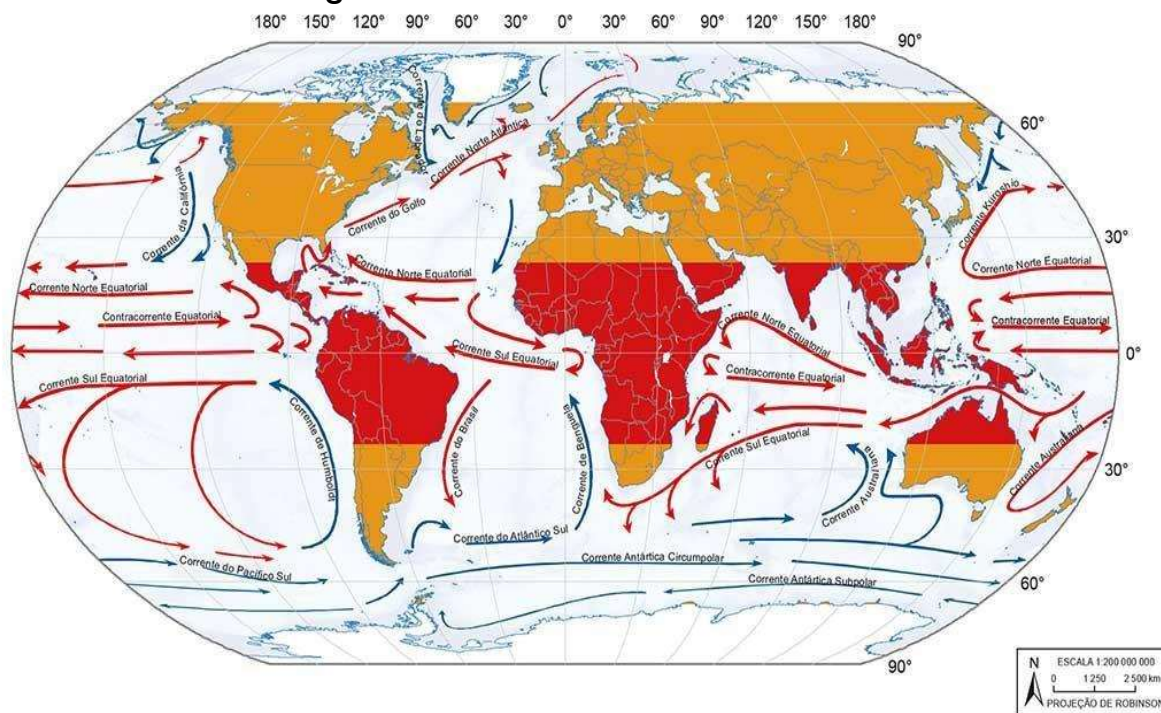 180° 150° 120° 90° 60° 30° 0° 30° 60° 90° 120° 150° 180°
90°
60°
30°
0°
30°
60°
90°
Corrente do Labrador
Corrente Norte Atlântica
Corrente da Califórnia
Corrente do Golfo
Corrente Kuroshio
Corrente Norte Equatorial
Corrente Norte Equatorial
Corrente Norte Equatorial
Contracorrente Equatorial
Contracorrente Equatorial
Corrente Norte Equatorial
Corrente Sul Equatorial
Contracorrente Equatorial
Corrente Sul Equatorial
Corrente de Humboldt
Corrente do Brasil
Corrente de Benguela
Corrente Sul Equatorial
Corrente Australiana
Corrente Australiana
Corrente do Atlântico Sul
Corrente do Pacífico Sul
Corrente Antártica Circumpolar
Corrente Antártica Subpolar
N
ESCALA 1:200 000 000
0 1 250 2 500 km
PROJEÇÃO DE ROBINSON